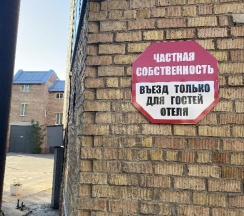 ЧАСТНАЯ
СОБСТВЕННОСТЬ
ВЪЕЗД ТОЛЬКО
ДЛЯ ГОСТЕЙ
ОТЕЛЯ